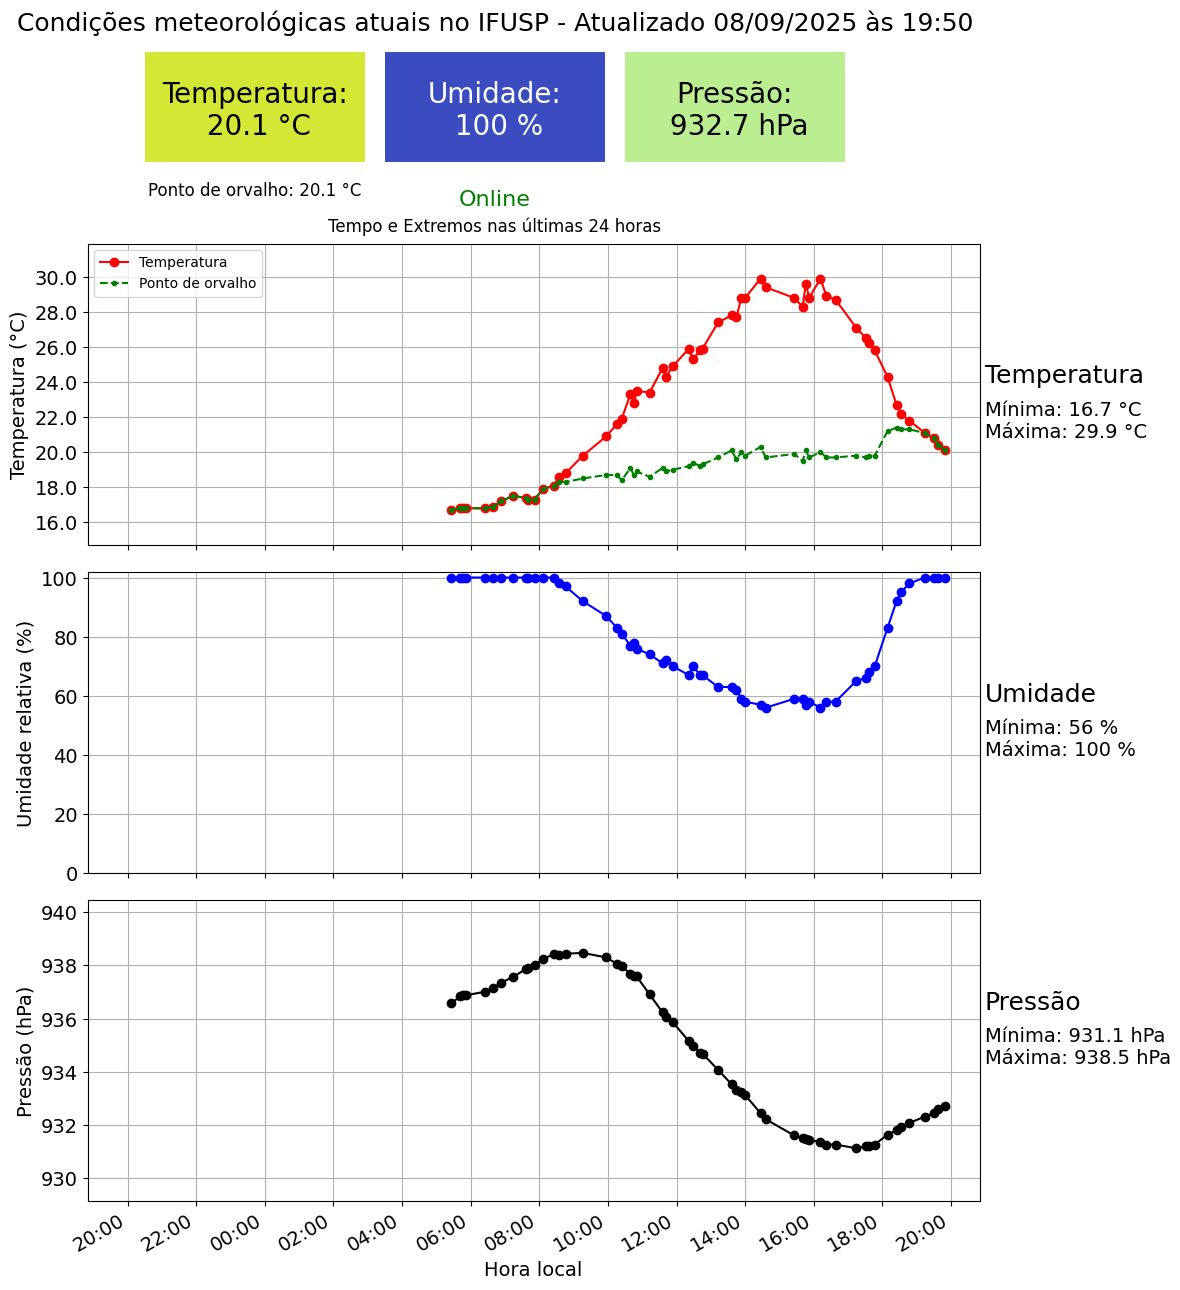 Condições meteorológicas atuais no IFUSP - Atualizado 08/09/2025 às 19:50
Temperatura:
20.1 °C
Umidade:
100 %
Pressão:
932.7 hPa
Ponto de orvalho: 20.1 °C
Online
Tempo e Extremos nas últimas 24 horas
Temperatura
Ponto de orvalho
Temperatura (°C)
30.0
28.0
26.0
24.0
22.0
20.0
18.0
16.0
Temperatura
Mínima: 16.7 °C
Máxima: 29.9 °C
Umidade relativa (%)
100
80
60
40
20
0
Umidade
Mínima: 56 %
Máxima: 100 %
Pressão (hPa)
940
938
936
934
932
930
Pressão
Mínima: 931.1 hPa
Máxima: 938.5 hPa
20:00
22:00
00:00
02:00
04:00
06:00
08:00
10:00
12:00
14:00
16:00
18:00
20:00
Hora local